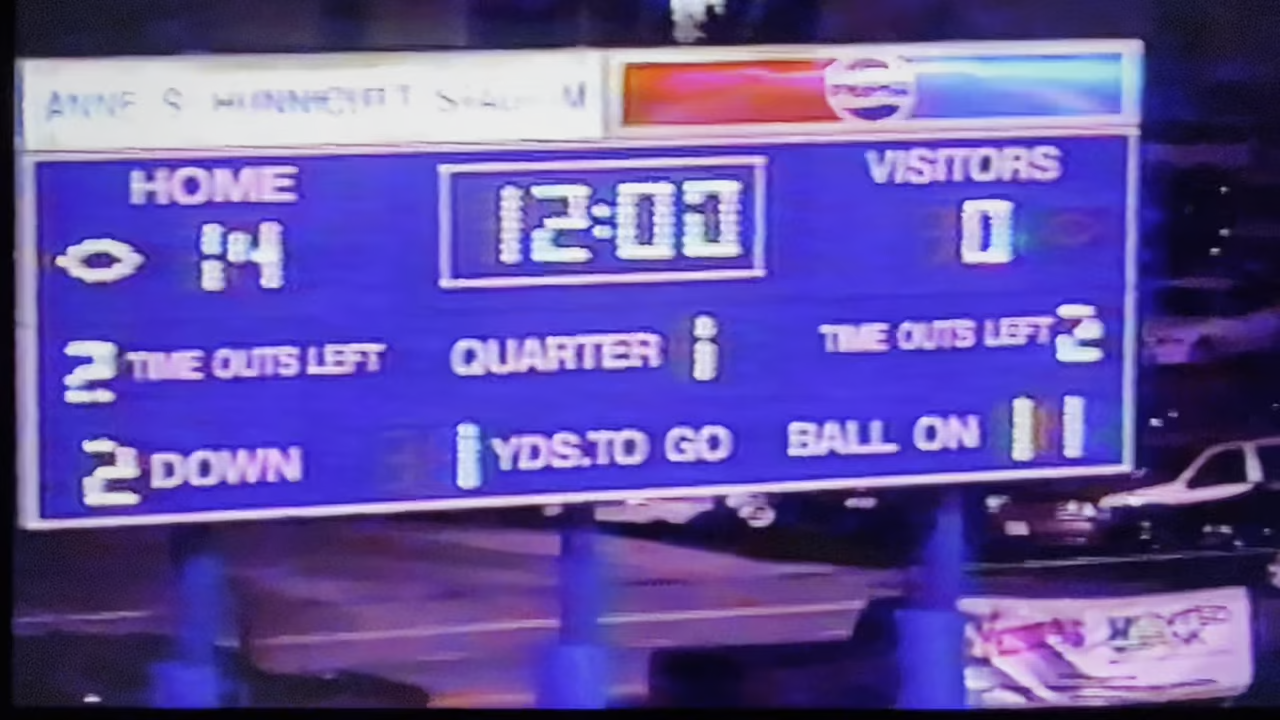 ANNE S
HOME
14
12:00
VISITORS
0
2 TIME OUTS LEFT
QUARTER 1
TIME OUTS LEFT 2
2 DOWN
1 YDS.TO GO
BALL ON 11